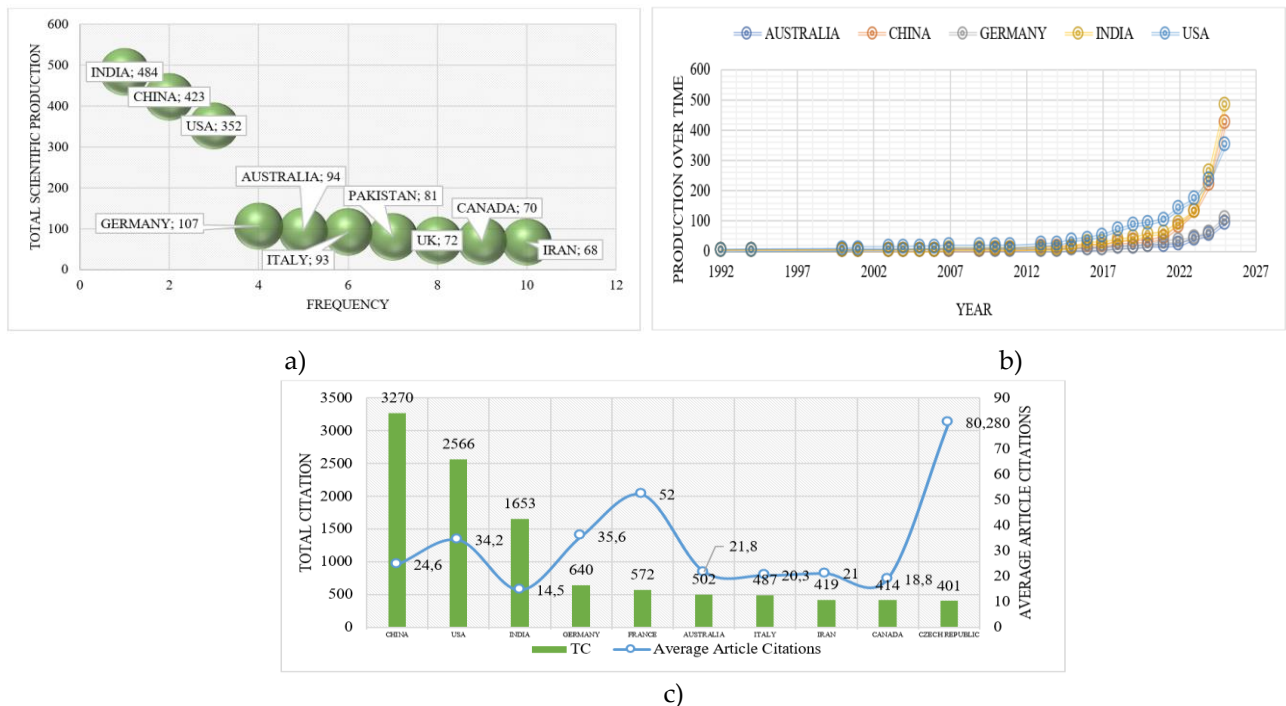 600
500
400
300
200
100
0
TOTAL SCIENTIFIC PRODUCTION
INDIA; 484
CHINA; 423
USA; 352
AUSTRALIA; 94
PAKISTAN; 81
CANADA; 70
GERMANY; 107
UK; 72
IRAN; 68
ITALY; 93
0 2 4 6 8 10 12
FREQUENCY
a)
AUSTRALIA CHINA GERMANY INDIA USA
600
500
400
300
200
100
0
PRODUCTION OVER TIME
1992 1997 2002 2007 2012 2017 2022 2027
YEAR
b)
3500
3000
2500
2000
1500
1000
500
0
TOTAL CITATION
3270
2566
1653
640
572
502
487
419
414
401
24,6
34,2
14,5
35,6
52
21,8
20,3
21
18,8
80,2
90
80
70
60
50
40
30
20
10
0
AVERAGE ARTICLE CITATIONS
CHINA USA INDIA GERMANY FRANCE AUSTRALIA ITALY IRAN CANADA CZECH REPUBLIC
TC Average Article Citations
c)